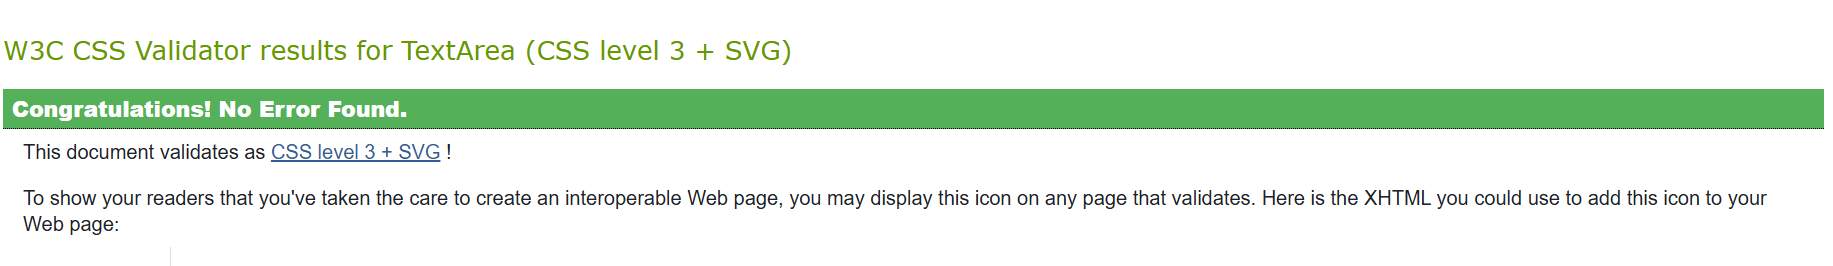 W3C CSS Validator results for TextArea (CSS level 3 + SVG)
Congratulations! No Error Found.
This document validates as CSS level 3 + SVG !
To show your readers that you've taken the care to create an interoperable Web page, you may display this icon on any page that validates. Here is the XHTML you could use to add this icon to your
Web page: